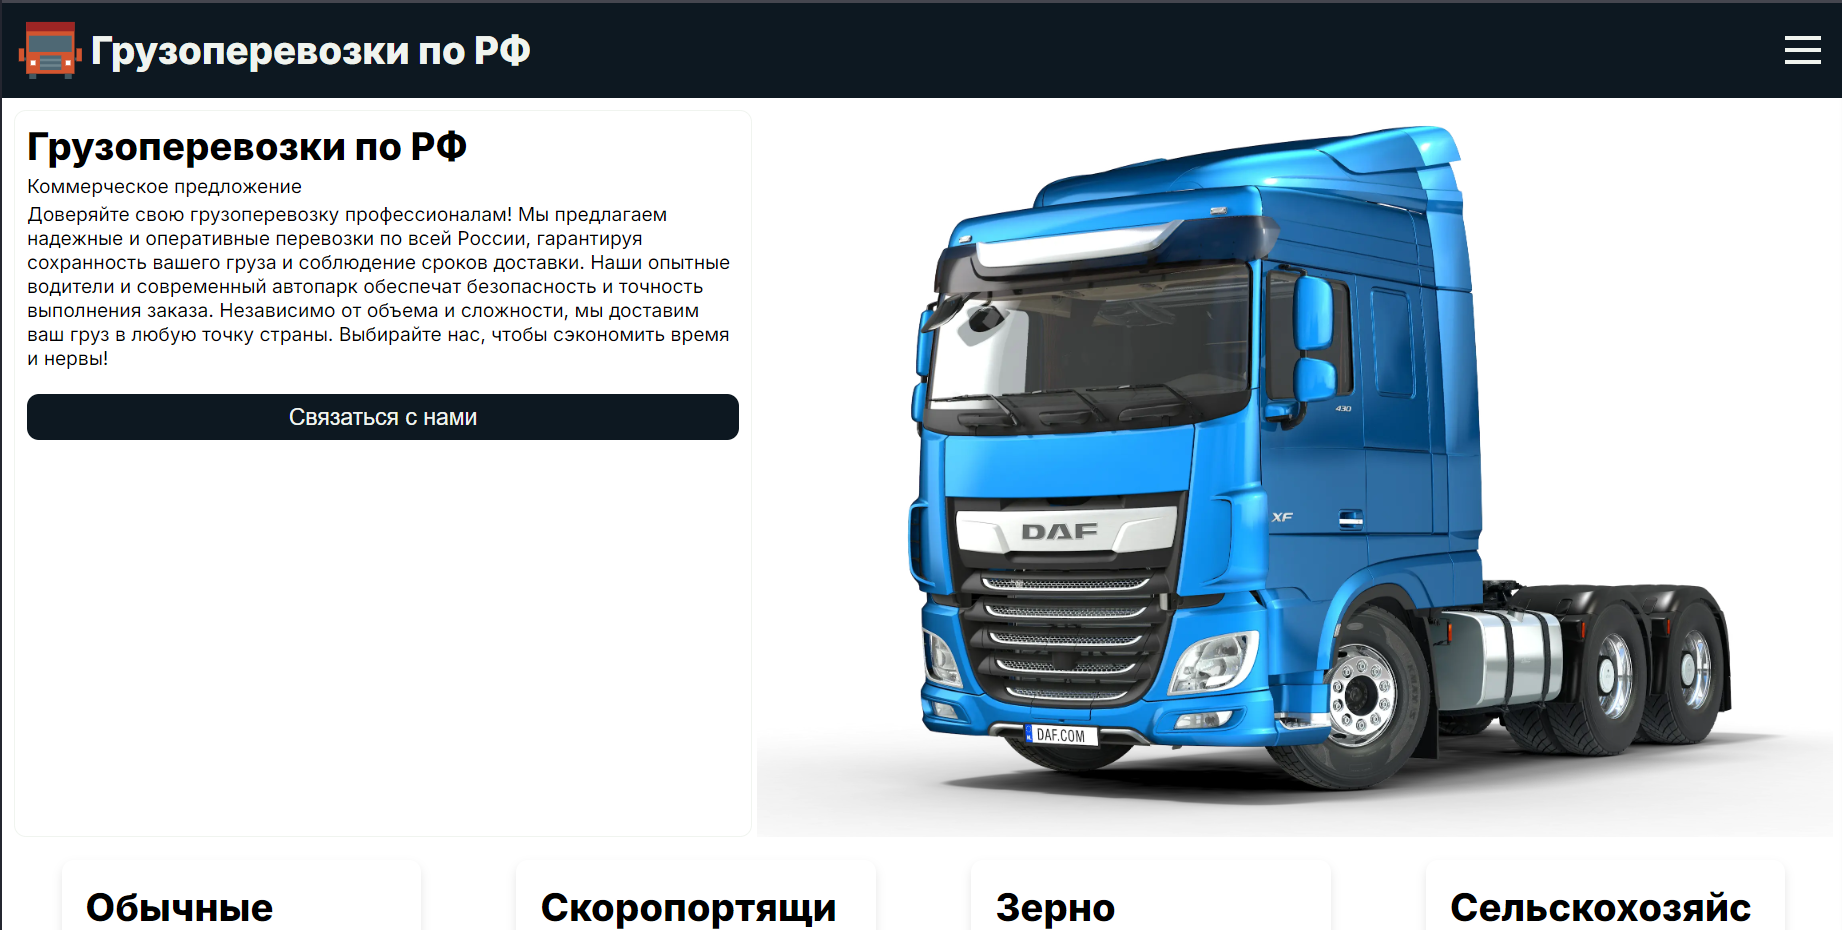 Грузоперевозки по РФ
Грузоперевозки по РФ
Коммерческое предложение
Доверяйте свою грузоперевозку профессионалам! Мы предлагаем
надежные и оперативные перевозки по всей России, гарантируя
сохранность вашего груза и соблюдение сроков доставки. Наши опытные
водители и современный автопарк обеспечат безопасность и точность
выполнения заказа. Независимо от объема и сложности, мы доставим
ваш груз в любую точку страны. Выбирайте нас, чтобы сэкономить время
и нервы!
Связаться с нами
430
XF
DAF
DAF.COM
Обычные
Скоропортящи
Зерно
Сельскохозяйс